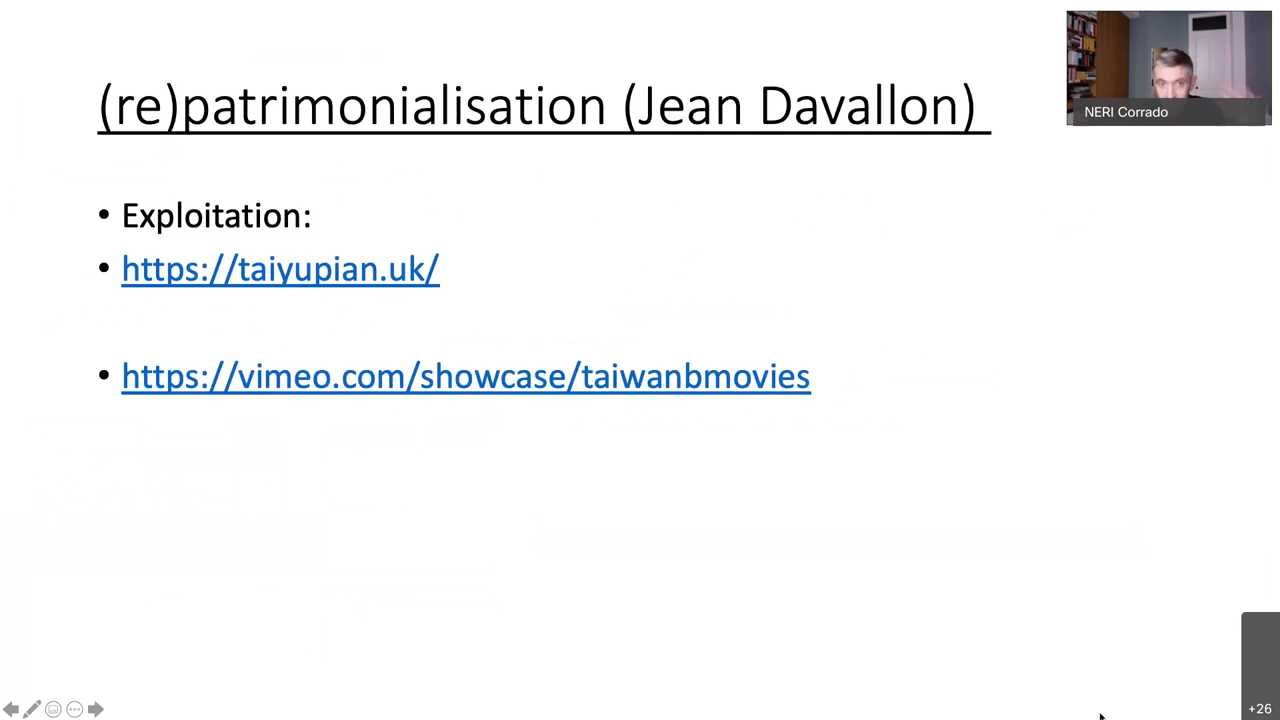 (re)patrimonialisation (Jean Davallon)
NERI Corrado
• Exploitation:
• https://taiyupian.uk/
• https://vimeo.com/showcase/taiwanbmovies
+26